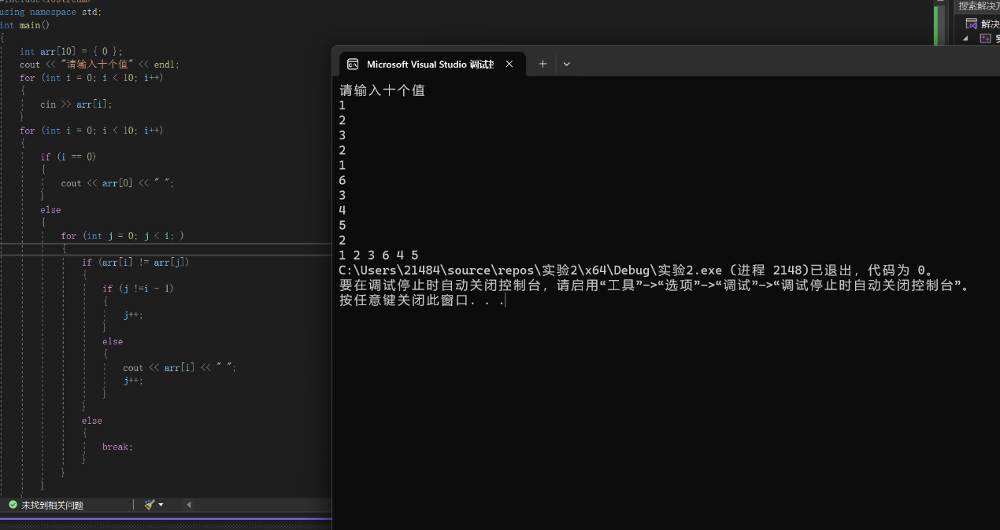 #include<iostream>
using namespace std;
int main()
{
int arr[10] = { 0 };
cout << "请输入十个值" << endl;
for (int i = 0; i < 10; i++)
{
cin >> arr[i];
}
for (int i = 0; i < 10; i++)
{
if (i == 0)
{
cout << arr[0] << " ";
}
else
{
for (int j = 0; j < i; )
{
if (arr[i] != arr[j])
{
if (j !=i - 1)
{
j++;
}
else
{
cout << arr[i] << " ";
j++;
}
}
else
{
break;
}
}
}
未找到相关问题
搜索解决方
解决
Microsoft Visual Studio 调试控
请输入十个值
1
2
3
2
1
6
3
4
5
2
1 2 3 6 4 5
C:\Users\21484\source\repos\实验2\x64\Debug\实验2.exe (进程 2148)已退出，代码为 0。
要在调试停止时自动关闭控制台，请启用“工具”->“选项”->“调试”->“调试停止时自动关闭控制台”。
按任意键关闭此窗口. . .